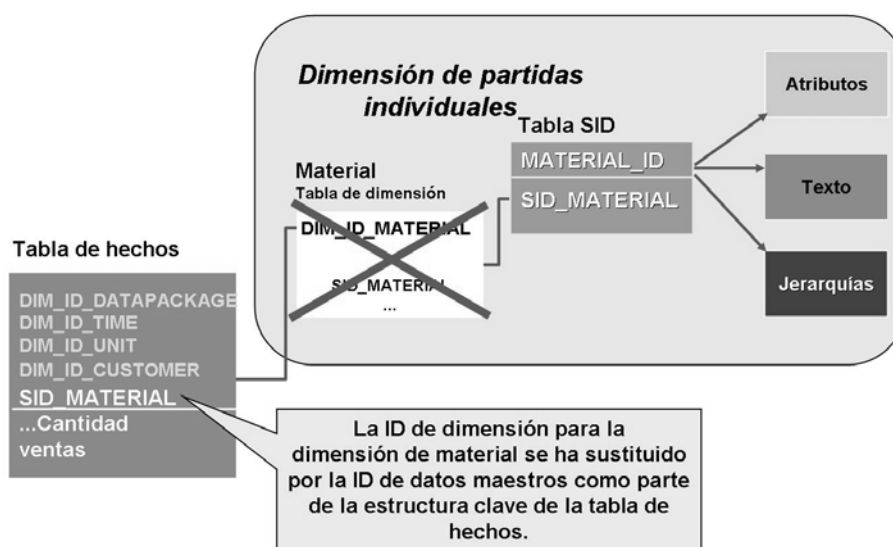 Dimensión de partidas
individuales
Atributos
Tabla SID
MATERIAL_ID
SID_MATERIAL
Texto
Jerarquías
Material
Tabla de dimensión
DIM_ID_MATERIAL
SID_MATERIAL
...
Tabla de hechos
DIM_ID_DATAPACKAGE
DIM_ID_TIME
DIM_ID_UNIT
DIM_ID_CUSTOMER
SID_MATERIAL
...Cantidad
ventas
La ID de dimensión para la
dimensión de material se ha sustituido
por la ID de datos maestros como parte
de la estructura clave de la tabla de
hechos.